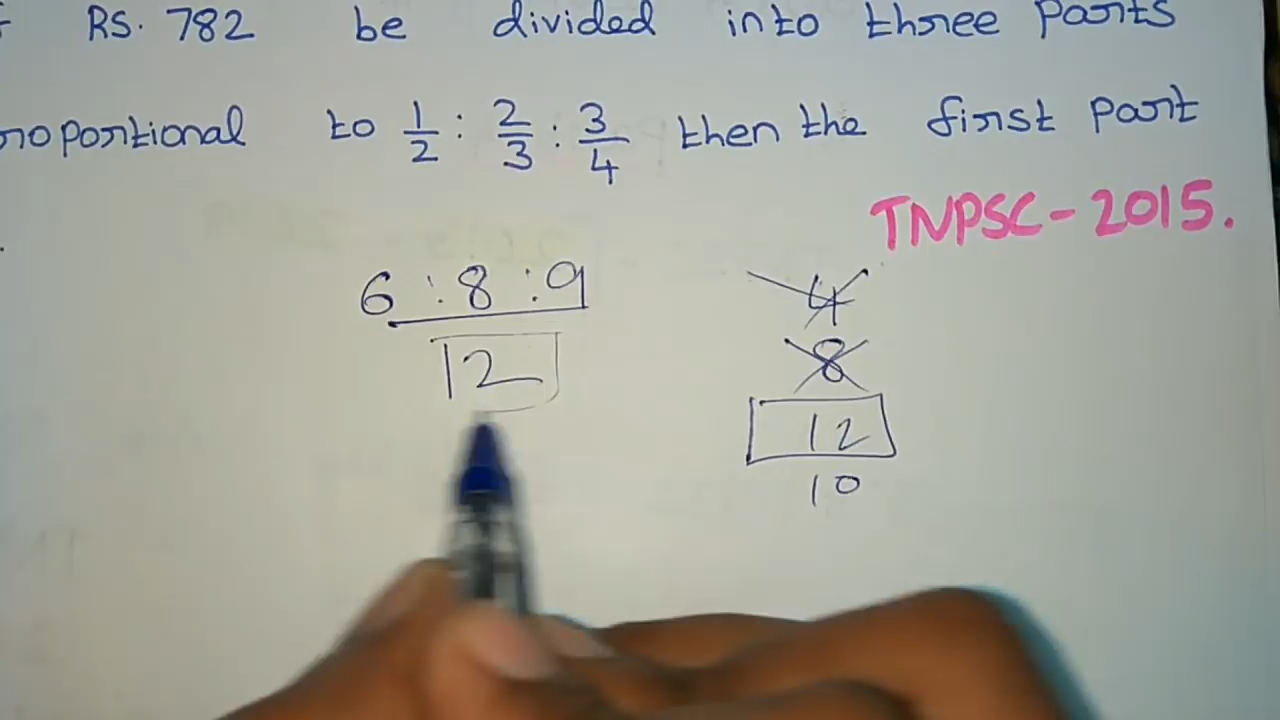 RS. 782 be divided into three parts
to 1/2 : 2/3 : 3/4 then the first part
TNPSC-2015.
6 : 8 : 9
12
4
8
12
10